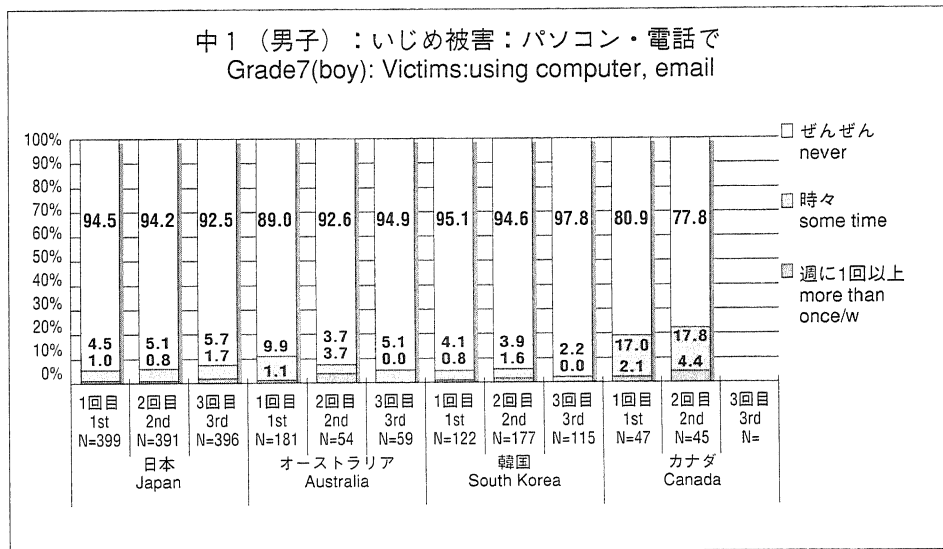 中1 （男子）：いじめ被害：パソコン・電話で
Grade7(boy): Victims:using computer, email
100%
90%
80%
70%
60%
50%
40%
30%
20%
10%
0%
94.5 94.2 92.5 89.0 92.6 94.9 95.1 94.6 97.8 80.9 77.8
4.5 5.1 5.7 9.9 3.7 5.1 4.1 3.9 2.2 17.0 17.8
1.0 0.8 1.7 1.1 3.7 0.0 0.8 1.6 0.0 2.1 4.4
1回目 2回目 3回目 1回目 2回目 3回目 1回目 2回目 3回目 1回目 2回目 3回目
1st 2nd 3rd 1st 2nd 3rd 1st 2nd 3rd 1st 2nd 3rd
N=399 N=391 N=396 N=181 N=54 N=59 N=122 N=177 N=115 N=47 N=45 N=
日本 オーストラリア 韓国 カナダ
Japan Australia South Korea Canada
ぜんぜん
never
時々
some time
週に1回以上
more than
once/w